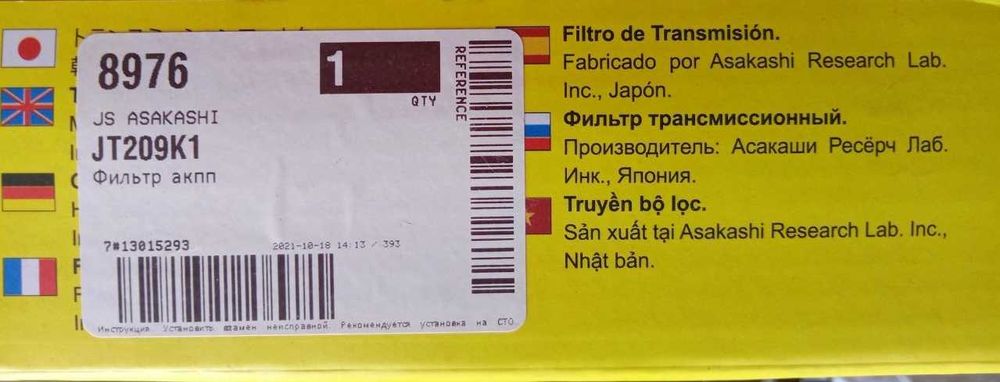 8976
1
QTY
REFERENCE
JS ASAKASHI
JT209K1
Фильтр акпп
7#13015293
2021-10-18 14:13 / 393
Инструкция: Установить взамен неисправной. Рекомендуется установка на СТО.
Filtro de Transmisión.
Fabricado por Asakashi Research Lab.
Inc., Japón.
Фильтр трансмиссионный.
Производитель: Асакаши Ресёрч Лаб.
Инк., Япония.
Truyền bộ lọc.
Sản xuất tại Asakashi Research Lab. Inc.,
Nhật bản.